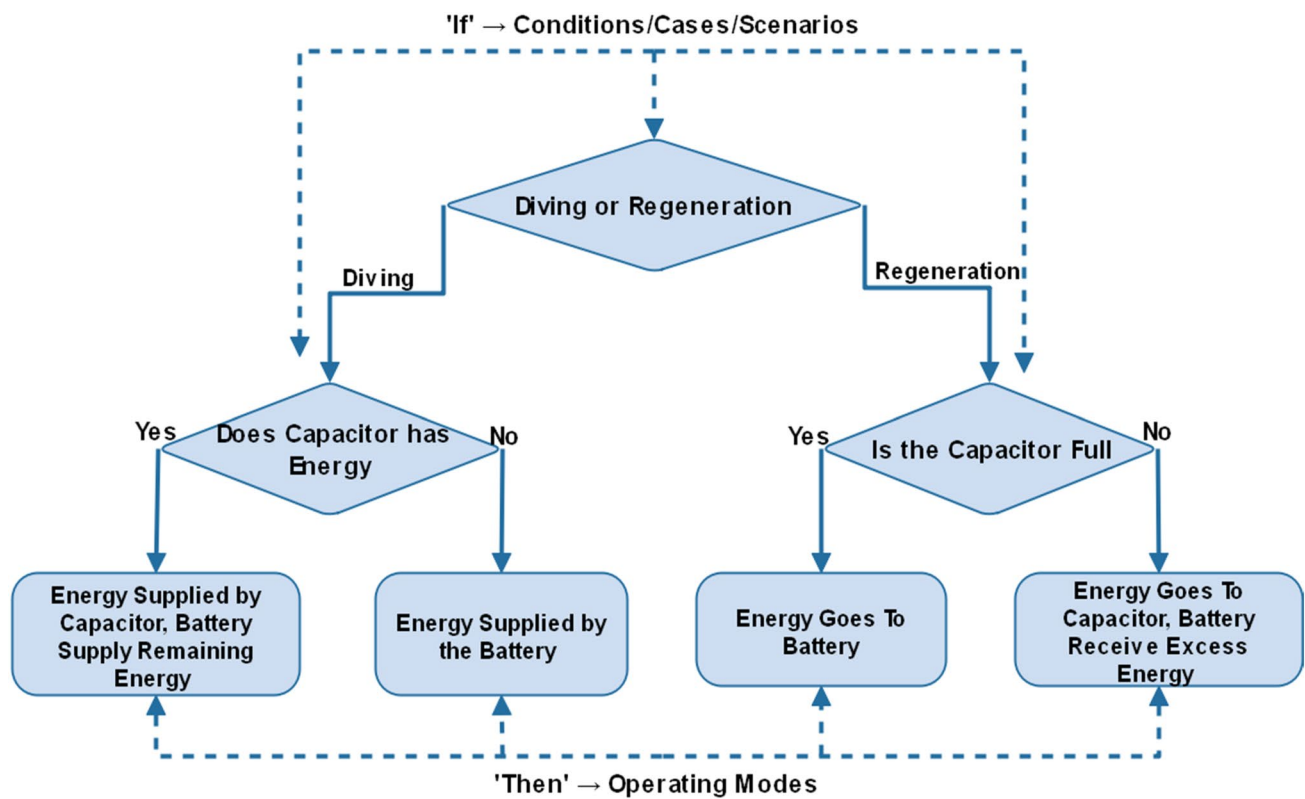 'If' → Conditions/Cases/Scenarios
Diving or Regeneration
Diving
Regeneration
Yes
Does Capacitor has
Energy
No
Yes
Is the Capacitor Full
No
Energy Supplied by
Capacitor, Battery
Supply Remaining
Energy
Energy Supplied by
the Battery
Energy Goes To
Battery
Energy Goes To
Capacitor, Battery
Receive Excess
Energy
'Then' → Operating Modes